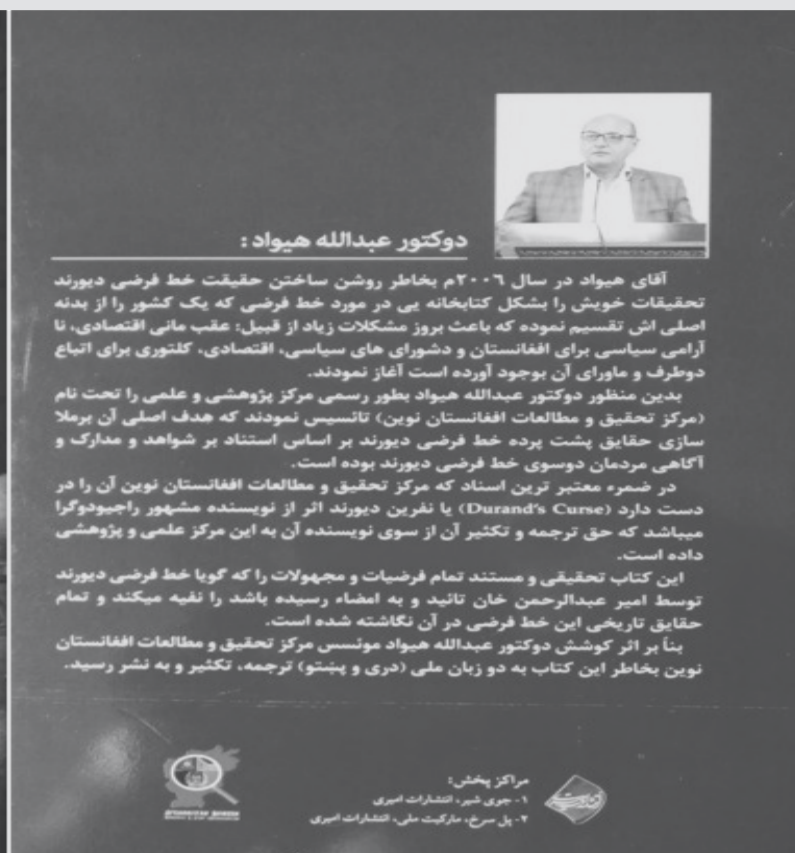 دوکتور عبدالله هیواد:
آقای هیواد در سال ۲۰۰۶م بخاطر روشن ساختن حقیقت خط فرضی دیورند
تحقیقات خویش را بشکل کتابخانه یی در مورد خط فرضی که یک کشور را از بدنه
اصلی اش تقسیم نموده که باعث بروز مشکلات زیاد از قبیل: عقب مانی اقتصادی، نا
آرامی سیاسی برای افغانستان و دشورای های سیاسی، اقتصادی، کلتوری برای اتباع
دوطرف و ماورای آن بوجود آورده است آغاز نمودند.
بدین منظور دوکتور عبدالله هیواد بطور رسمی مرکز پژوهشی و علمی را تحت نام
(مرکز تحقیق و مطالعات افغانستان نوین) تائسیس نمودند که هدف اصلی آن برملا
سازی حقایق پشت پرده خط فرضی دیورند بر اساس استناد بر شواهد و مدارک و
آگاهی مردمان دوسوی خط فرضی دیورند بوده است.
در ضمرء معتبر ترین اسناد که مرکز تحقیق و مطالعات افغانستان نوین آن را در
دست دارد (Durand's Curse) یا نفرین دیورند اثر از نویسنده مشهور راجیودوگرا
میباشد که حق ترجمه و تکثیر آن از سوی نویسنده آن به این مرکز علمی و پژوهشی
داده است.
این کتاب تحقیقی و مستند تمام فرضیات و مجهولات را که گویا خط فرضی دیورند
توسط امیر عبدالرحمن خان تائید و به امضاء رسیده باشد را نفیه میکند و تمام
حقایق تاریخی این خط فرضی در آن نگاشته شده است.
بنأ بر اثر کوشش دوکتور عبدالله هیواد موئسس مرکز تحقیق و مطالعات افغانستان
نوین بخاطر این کتاب به دو زبان ملی (دری و پښتو) ترجمه، تکثیر و به نشر رسید.
مراکز پخش:
۱- جوی شیر، انتشارات امیری
۲- پل سرخ، مارکیت ملی، انتشارات امیری